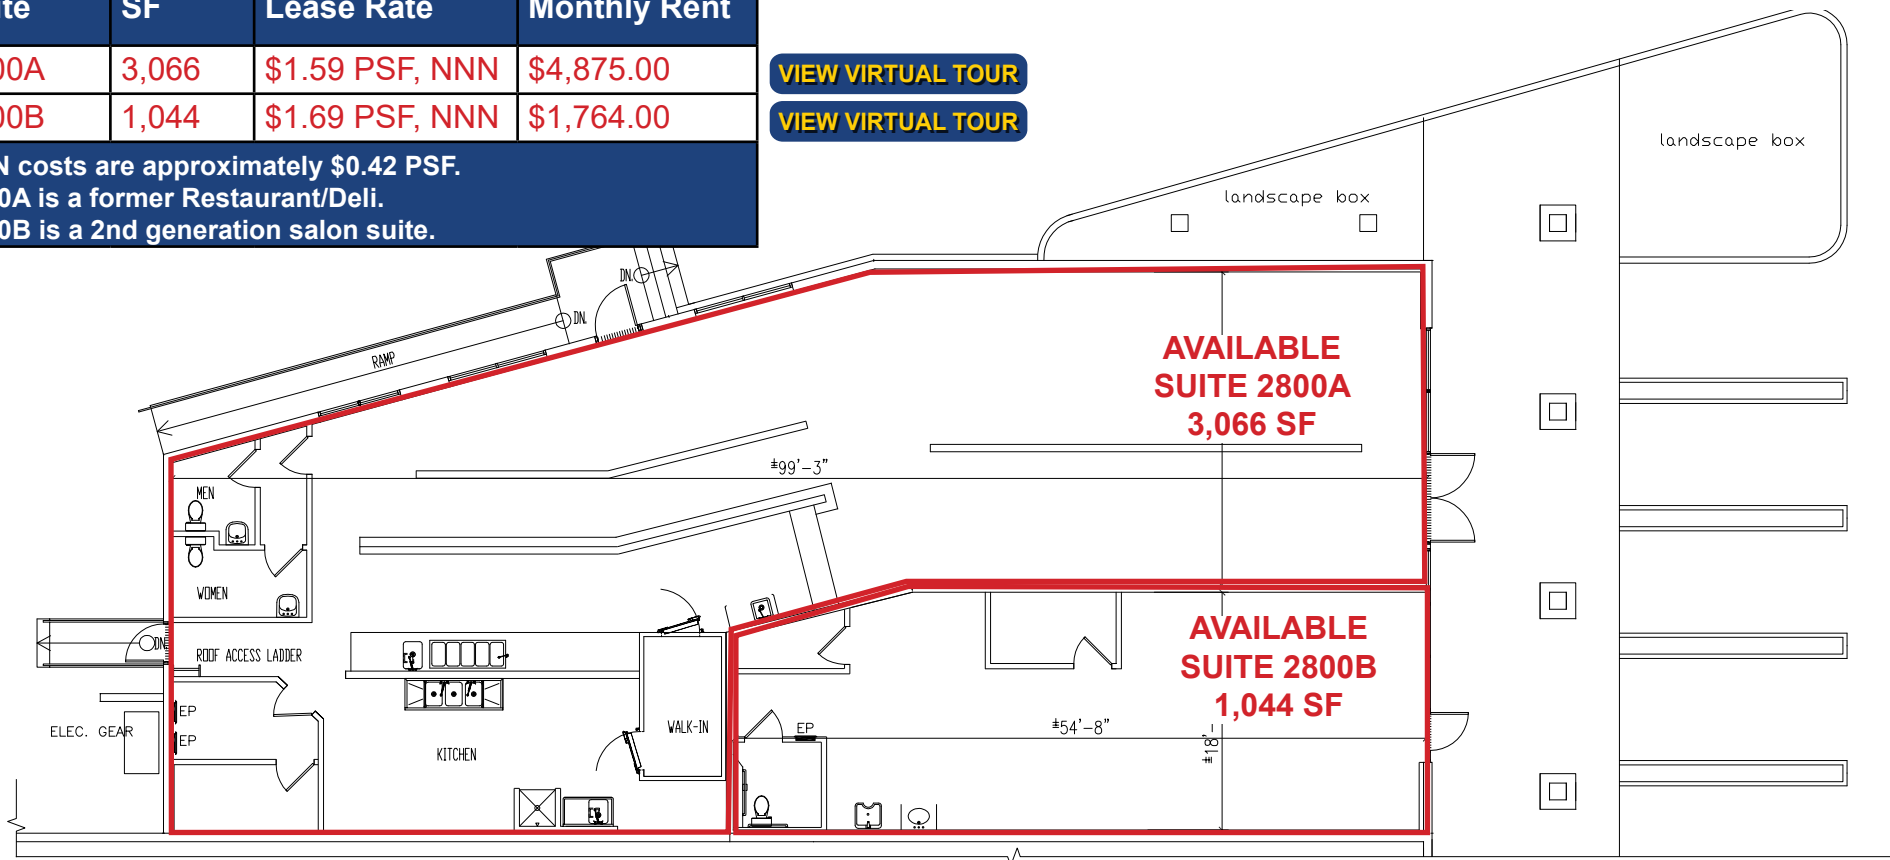 ite SF Lease Rate Monthly Rent
00A 3,066 $1.59 PSF, NNN $4,875.00
VIEW VIRTUAL TOUR
00B 1,044 $1.69 PSF, NNN $1,764.00
VIEW VIRTUAL TOUR
N costs are approximately $0.42 PSF.
0A is a former Restaurant/Deli.
0B is a 2nd generation salon suite.
landscape box
landscape box
DN.
DN.
RAMP
AVAILABLE
SUITE 2800A
3,066 SF
±99'-3"
MEN
WOMEN
DN
ROOF ACCESS LADDER
AVAILABLE
SUITE 2800B
1,044 SF
EP
ELEC. GEAR
EP
KITCHEN
WALK-IN
EP
±54'-8"
±18'-